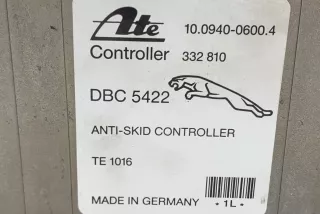 Ate 10.0940-0600.4
Controller 332 810
DBC 5422
ANTI-SKID CONTROLLER
TE 1016
MADE IN GERMANY
• 1L •